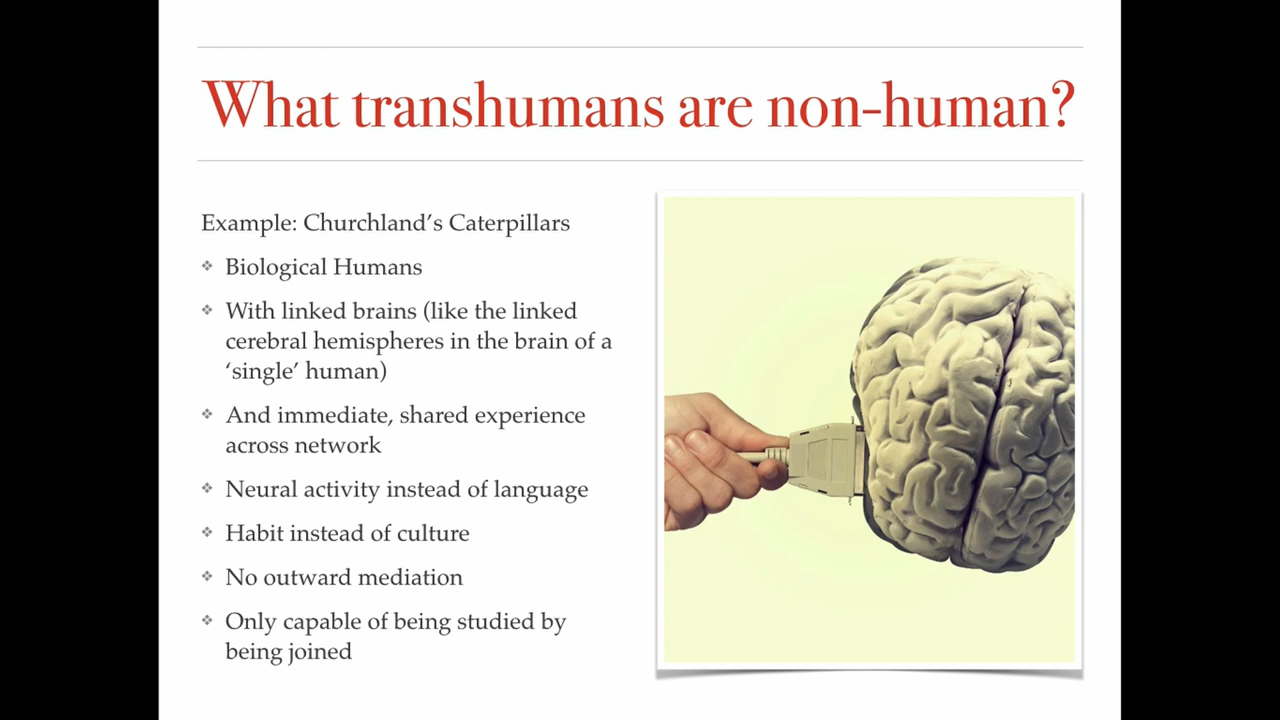 What transhumans are non-human?
Example: Churchland’s Caterpillars
❖ Biological Humans
❖ With linked brains (like the linked
cerebral hemispheres in the brain of a
‘single’ human)
❖ And immediate, shared experience
across network
❖ Neural activity instead of language
❖ Habit instead of culture
❖ No outward mediation
❖ Only capable of being studied by
being joined